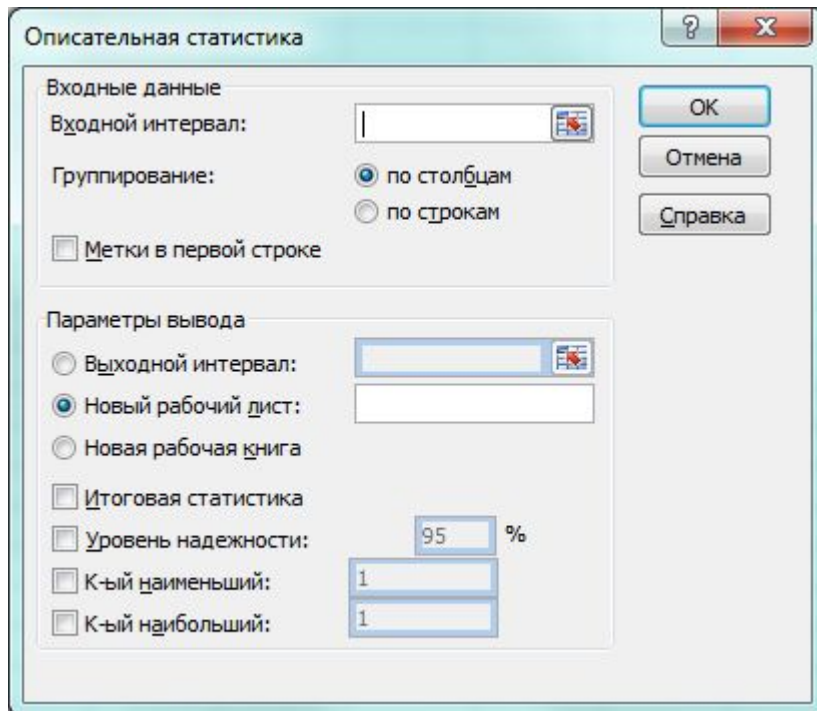 Описательная статистика
Входные данные
Входной интервал:
Группирование:
по столбцам
по строкам
Метки в первой строке
OK
Отмена
Справка
Параметры вывода
Выходной интервал:
Новый рабочий лист:
Новая рабочая книга
Итоговая статистика
Уровень надежности: 95 %
К-ый наименьший: 1
К-ый наибольший: 1